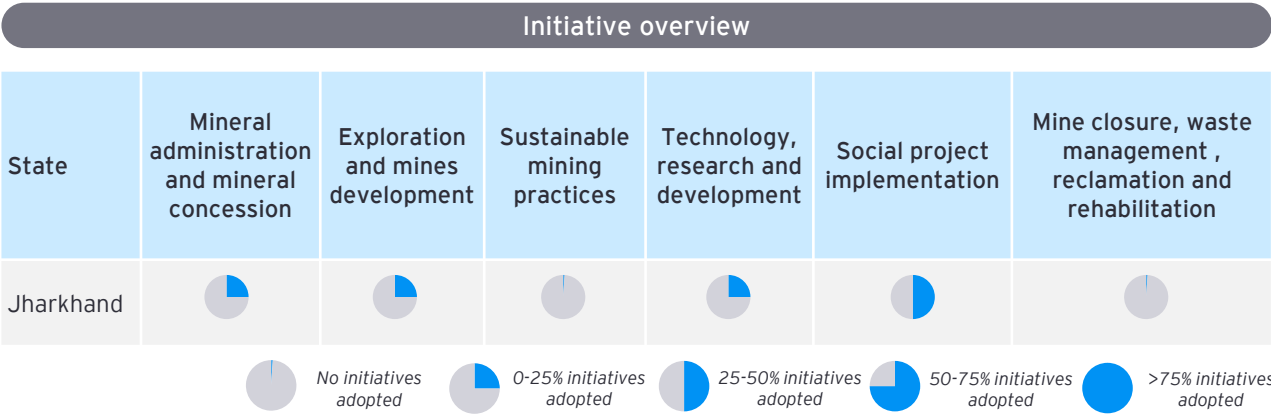 Initiative overview
State
Mineral
administration
and mineral
concession
Exploration
and mines
development
Sustainable
mining
practices
Technology,
research and
development
Social project
implementation
Mine closure, waste
management ,
reclamation and
rehabilitation
Jharkhand
No initiatives
adopted
0-25% initiatives
adopted
25-50% initiatives
adopted
50-75% initiatives
adopted
>75% initiatives
adopted